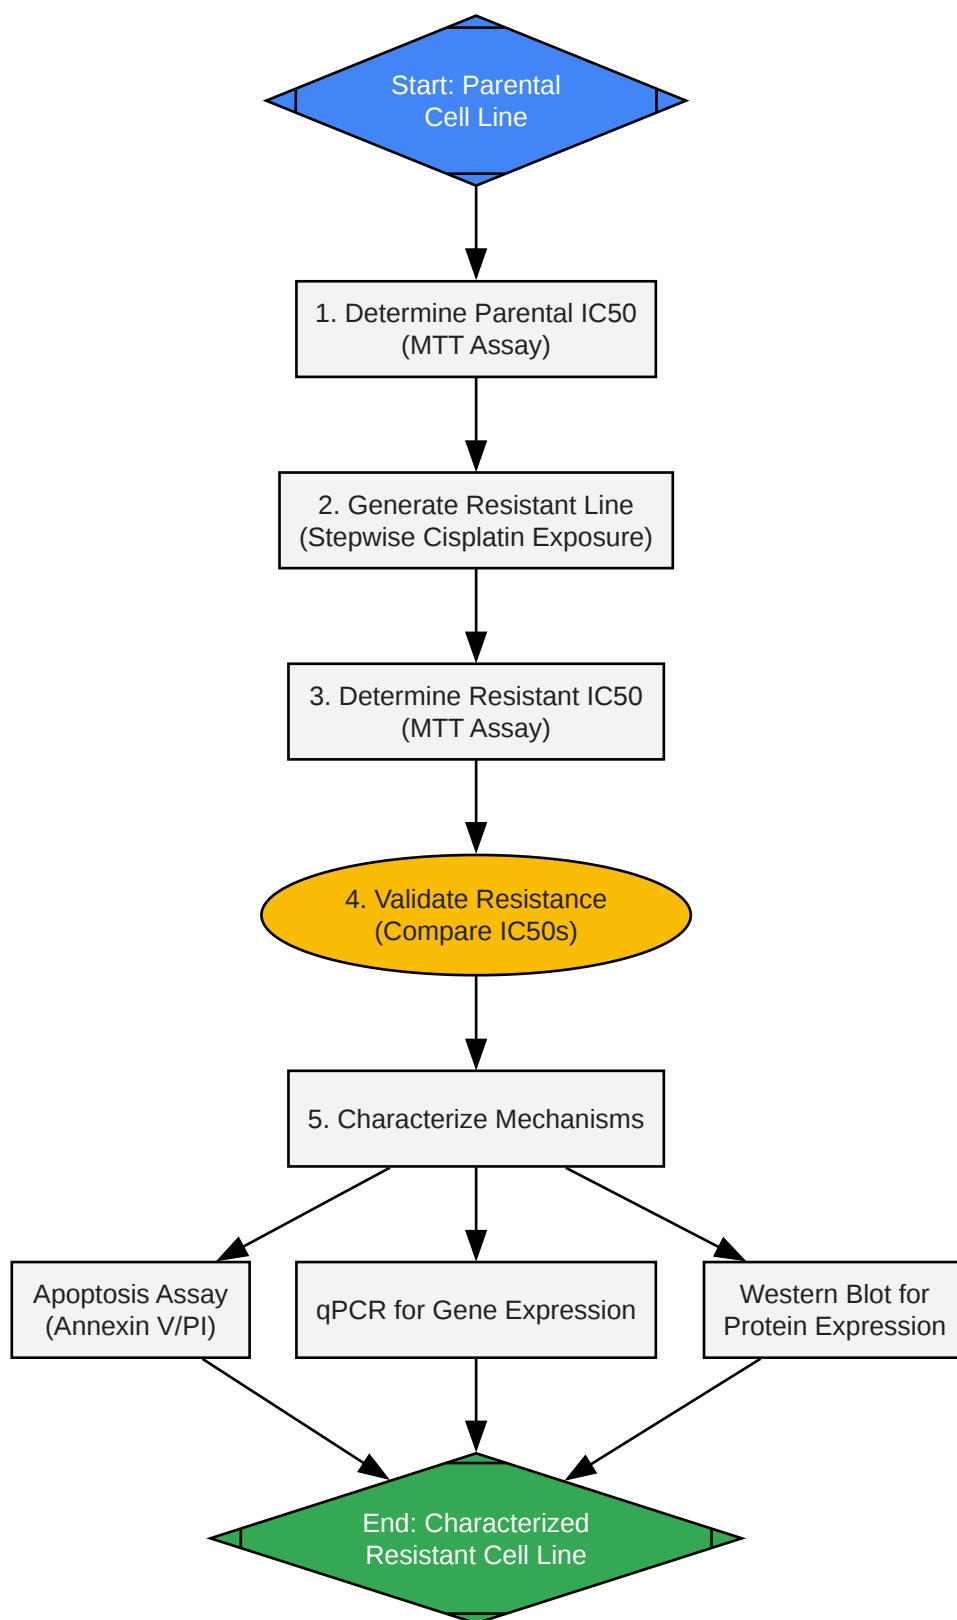 Start: Parental
Cell Line
1. Determine Parental IC50
(MTT Assay)
2. Generate Resistant Line
(Stepwise Cisplatin Exposure)
3. Determine Resistant IC50
(MTT Assay)
4. Validate Resistance
(Compare IC50s)
5. Characterize Mechanisms
Apoptosis Assay
(Annexin V/PI)
qPCR for Gene Expression
Western Blot for
Protein Expression
End: Characterized
Resistant Cell Line